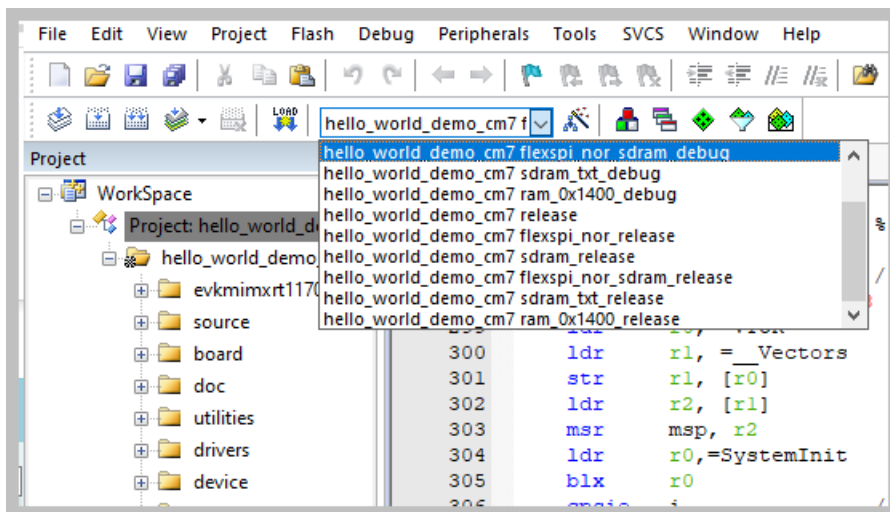 File Edit View Project Flash Debug Peripherals Tools SVCS Window Help
LOAD
hello_world_demo_cm7 f
Project
hello_world_demo_cm7 flexspi_nor_sdram_debug
hello_world_demo_cm7 sdram_txt_debug
hello_world_demo_cm7 ram_0x1400_debug
hello_world_demo_cm7 release
hello_world_demo_cm7 flexspi_nor_release
hello_world_demo_cm7 sdram_release
hello_world_demo_cm7 flexspi_nor_sdram_release
hello_world_demo_cm7 sdram_txt_release
hello_world_demo_cm7 ram_0x1400_release
WorkSpace
Project: hello_world_d
hello_world_demo_
evkmimxrt1170
source
board
doc
utilities
drivers
device
300 ldr r1, =__Vectors
301 str r1, [r0]
302 ldr r2, [r1]
303 msr msp, r2
304 ldr r0,=SystemInit
305 blx r0
306 cpsie i